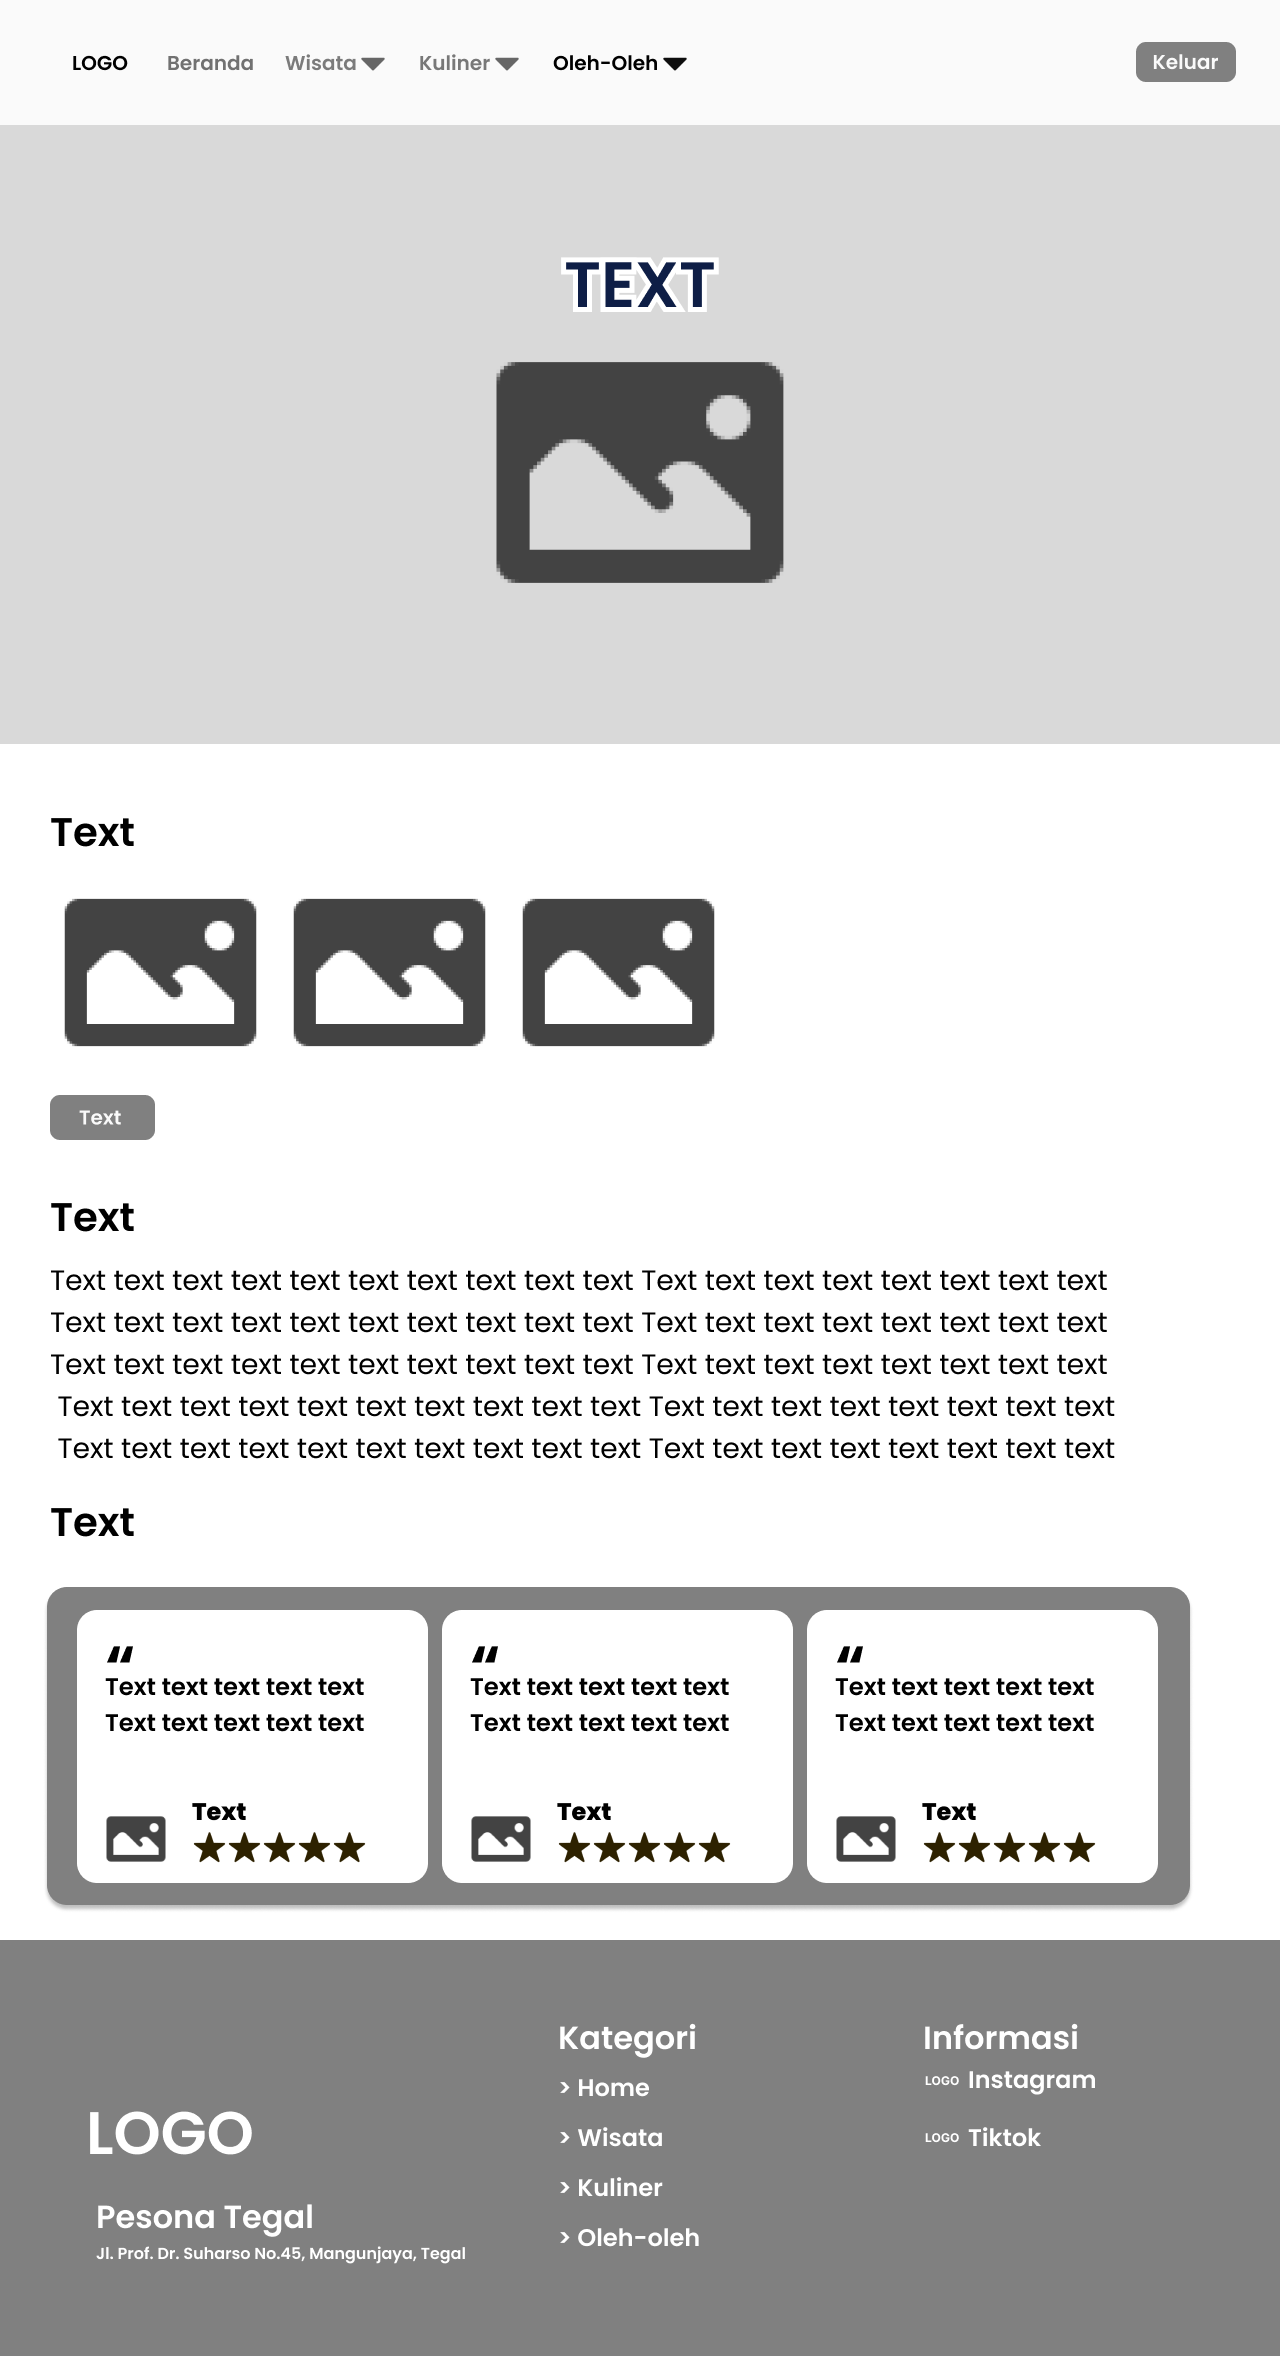 LOGO Beranda Wisata Kuliner Oleh-Oleh Keluar
TEXT
Text
Text
Text
Text text text text text text text text text text Text text text text text text text text
Text text text text text text text text text text Text text text text text text text text
Text text text text text text text text text text Text text text text text text text text
Text text text text text text text text text text Text text text text text text text text
Text text text text text text text text text text Text text text text text text text text
Text
“
Text text text text text
Text text text text text
Text
“
Text text text text text
Text text text text text
Text
“
Text text text text text
Text text text text text
Text
LOGO
Pesona Tegal
Jl. Prof. Dr. Suharso No.45, Mangunjaya, Tegal
Kategori
> Home
> Wisata
> Kuliner
> Oleh-oleh
Informasi
LOGO Instagram
LOGO Tiktok